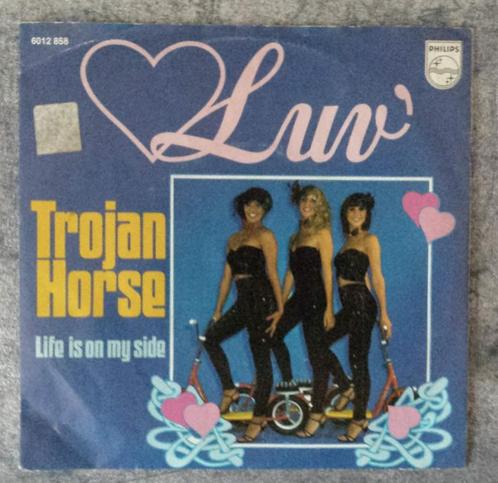 6012 858
PHILIPS
Luv'
Trojan
Horse
Life is on my side